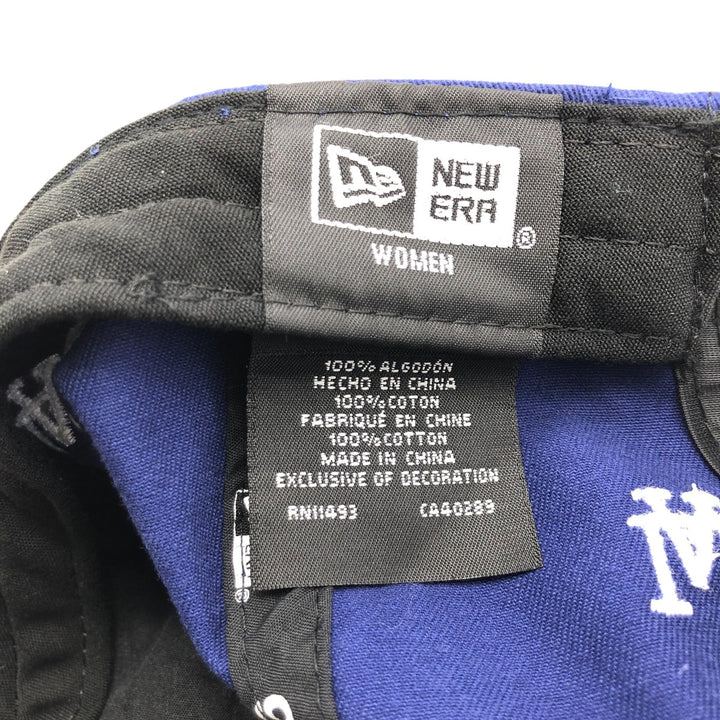 NEW
ERA
®
WOMEN
100% ALGODÓN
HECHO EN CHINA
100% COTON
FABRIQUÉ EN CHINE
100% COTTON
MADE IN CHINA
EXCLUSIVE OF DECORATION
RN11493 CA40289